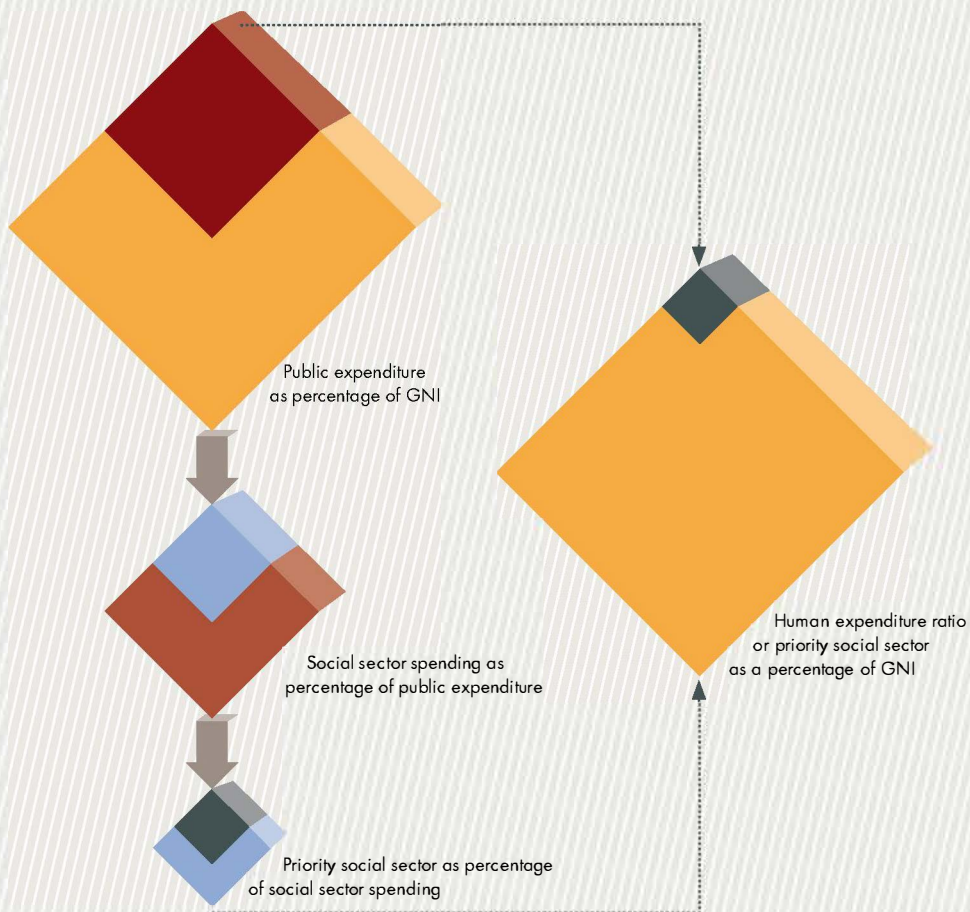 Public expenditure
as percentage of GNI
Social sector spending as
percentage of public expenditure
Priority social sector as percentage
of social sector spending
Human expenditure ratio
or priority social sector
as a percentage of GNI